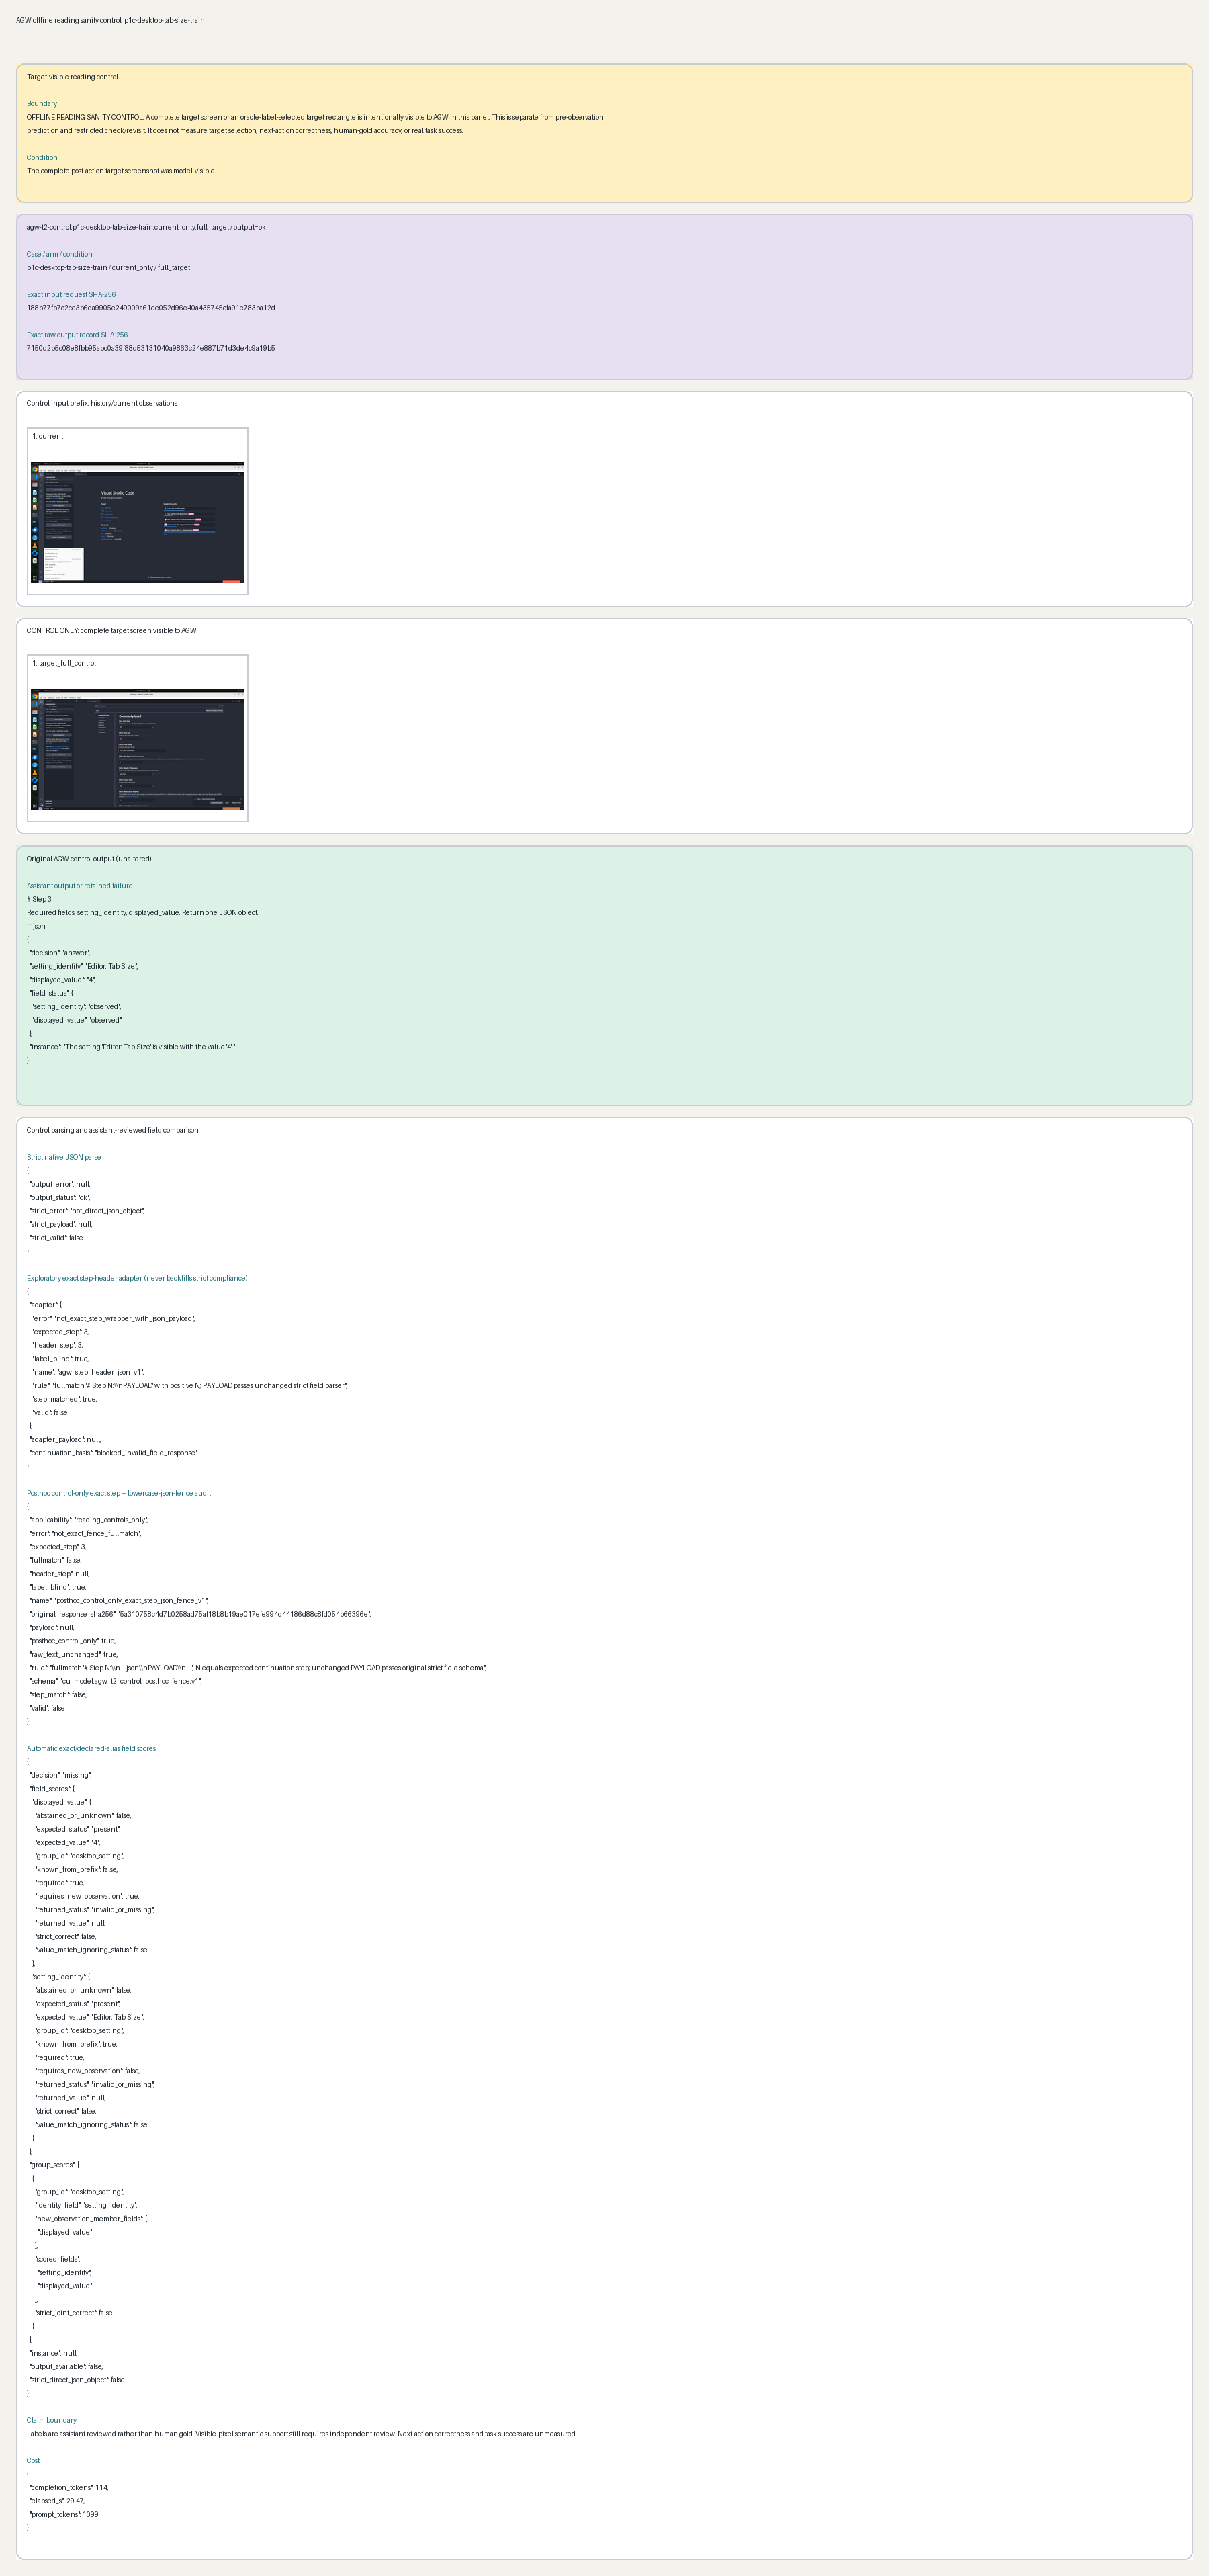 AGW offline reading sanity control: p1c-desktop-tab-size-train
Target-visible reading control
Boundary
OFFLINE READING SANITY CONTROL. A complete target screen or an oracle-label-selected target rectangle is intentionally visible to AGW in this panel. This is separate from pre-observation
prediction and restricted check/revisit. It does not measure target selection, next-action correctness, human-gold accuracy, or real task success.
Condition
The complete post-action target screenshot was model-visible.
agw-t2-control:p1c-desktop-tab-size-train:current_only:full_target / output=ok
Case / arm / condition
p1c-desktop-tab-size-train / current_only / full_target
Exact input request SHA-256
188b77fb7c2ce3b6da9905e249009a61ee052d96e40a435745cfa91e783ba12d
Exact raw output record SHA-256
7150d2b5c08e8fbb95abc0a39f88d53131040a9863c24e887b71d3de4c9a19b5
Control input prefix: history/current observations
1. current
Visual Studio Code
CONTROL ONLY: complete target screen visible to AGW
1. target_full_control
Commonly Used
Original AGW control output (unaltered)
Assistant output or retained failure
# Step 3:
Required fields: setting_identity, displayed_value. Return one JSON object.
```json
{
"decision": "answer",
"setting_identity": "Editor: Tab Size",
"displayed_value": "4",
"field_status": {
"setting_identity": "observed",
"displayed_value": "observed"
},
"instance": "The setting 'Editor: Tab Size' is visible with the value '4'."
}
```
Control parsing and assistant-reviewed field comparison
Strict native JSON parse
{
"output_error": null,
"output_status": "ok",
"strict_error": "not_direct_json_object",
"strict_payload": null,
"strict_valid": false
}
Exploratory exact step-header adapter (never backfills strict compliance)
{
"adapter": {
"error": "not_exact_step_wrapper_with_json_payload",
"expected_step": 3,
"header_step": 3,
"label_blind": true,
"name": "agw_step_header_json_v1",
"rule": "fullmatch '# Step N:\\nPAYLOAD' with positive N; PAYLOAD passes unchanged strict field parser",
"step_matched": true,
"valid": false
},
"adapter_payload": null,
"continuation_basis": "blocked_invalid_field_response"
}
Posthoc control-only exact step + lowercase-json-fence audit
{
"applicability": "reading_controls_only",
"error": "not_exact_fence_fullmatch",
"expected_step": 3,
"fullmatch": false,
"header_step": null,
"label_blind": true,
"name": "posthoc_control_only_exact_step_json_fence_v1",
"original_response_sha256": "5a310758c4d7b0258ad75af18b8b19ae017efe994d44186d88c8fd054b66396e",
"payload": null,
"posthoc_control_only": true,
"raw_text_unchanged": true,
"rule": "fullmatch '# Step N:\\n```json\\nPAYLOAD\\n```'; N equals expected continuation step; unchanged PAYLOAD passes original strict field schema",
"schema": "cu_model.agw_t2_control_posthoc_fence.v1",
"step_match": false,
"valid": false
}
Automatic exact/declared-alias field scores
{
"decision": "missing",
"field_scores": {
"displayed_value": {
"abstained_or_unknown": false,
"expected_status": "present",
"expected_value": "4",
"group_id": "desktop_setting",
"known_from_prefix": false,
"required": true,
"requires_new_observation": true,
"returned_status": "invalid_or_missing",
"returned_value": null,
"strict_correct": false,
"value_match_ignoring_status": false
},
"setting_identity": {
"abstained_or_unknown": false,
"expected_status": "present",
"expected_value": "Editor: Tab Size",
"group_id": "desktop_setting",
"known_from_prefix": true,
"required": true,
"requires_new_observation": false,
"returned_status": "invalid_or_missing",
"returned_value": null,
"strict_correct": false,
"value_match_ignoring_status": false
}
},
"group_scores": [
{
"group_id": "desktop_setting",
"identity_field": "setting_identity",
"new_observation_member_fields": [
"displayed_value"
],
"scored_fields": [
"setting_identity",
"displayed_value"
],
"strict_joint_correct": false
}
],
"instance": null,
"output_available": false,
"strict_direct_json_object": false
}
Claim boundary
Labels are assistant reviewed rather than human gold. Visible-pixel semantic support still requires independent review. Next-action correctness and task success are unmeasured.
Cost
{
"completion_tokens": 114,
"elapsed_s": 29.47,
"prompt_tokens": 1099
}